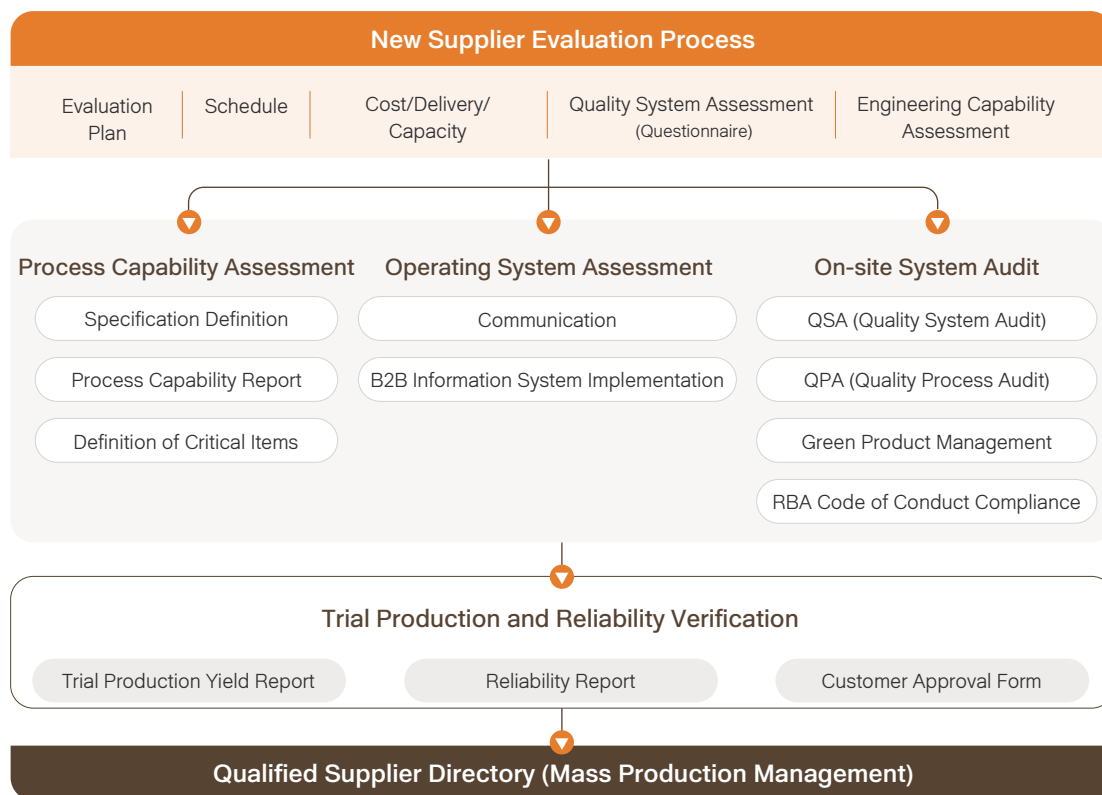 New Supplier Evaluation Process
Evaluation
Plan
Schedule
Cost/Delivery/
Capacity
Quality System Assessment
(Questionnaire)
Engineering Capability
Assessment
Process Capability Assessment
Specification Definition
Process Capability Report
Definition of Critical Items
Operating System Assessment
Communication
B2B Information System Implementation
On-site System Audit
QSA (Quality System Audit)
QPA (Quality Process Audit)
Green Product Management
RBA Code of Conduct Compliance
Trial Production and Reliability Verification
Trial Production Yield Report
Reliability Report
Customer Approval Form
Qualified Supplier Directory (Mass Production Management)